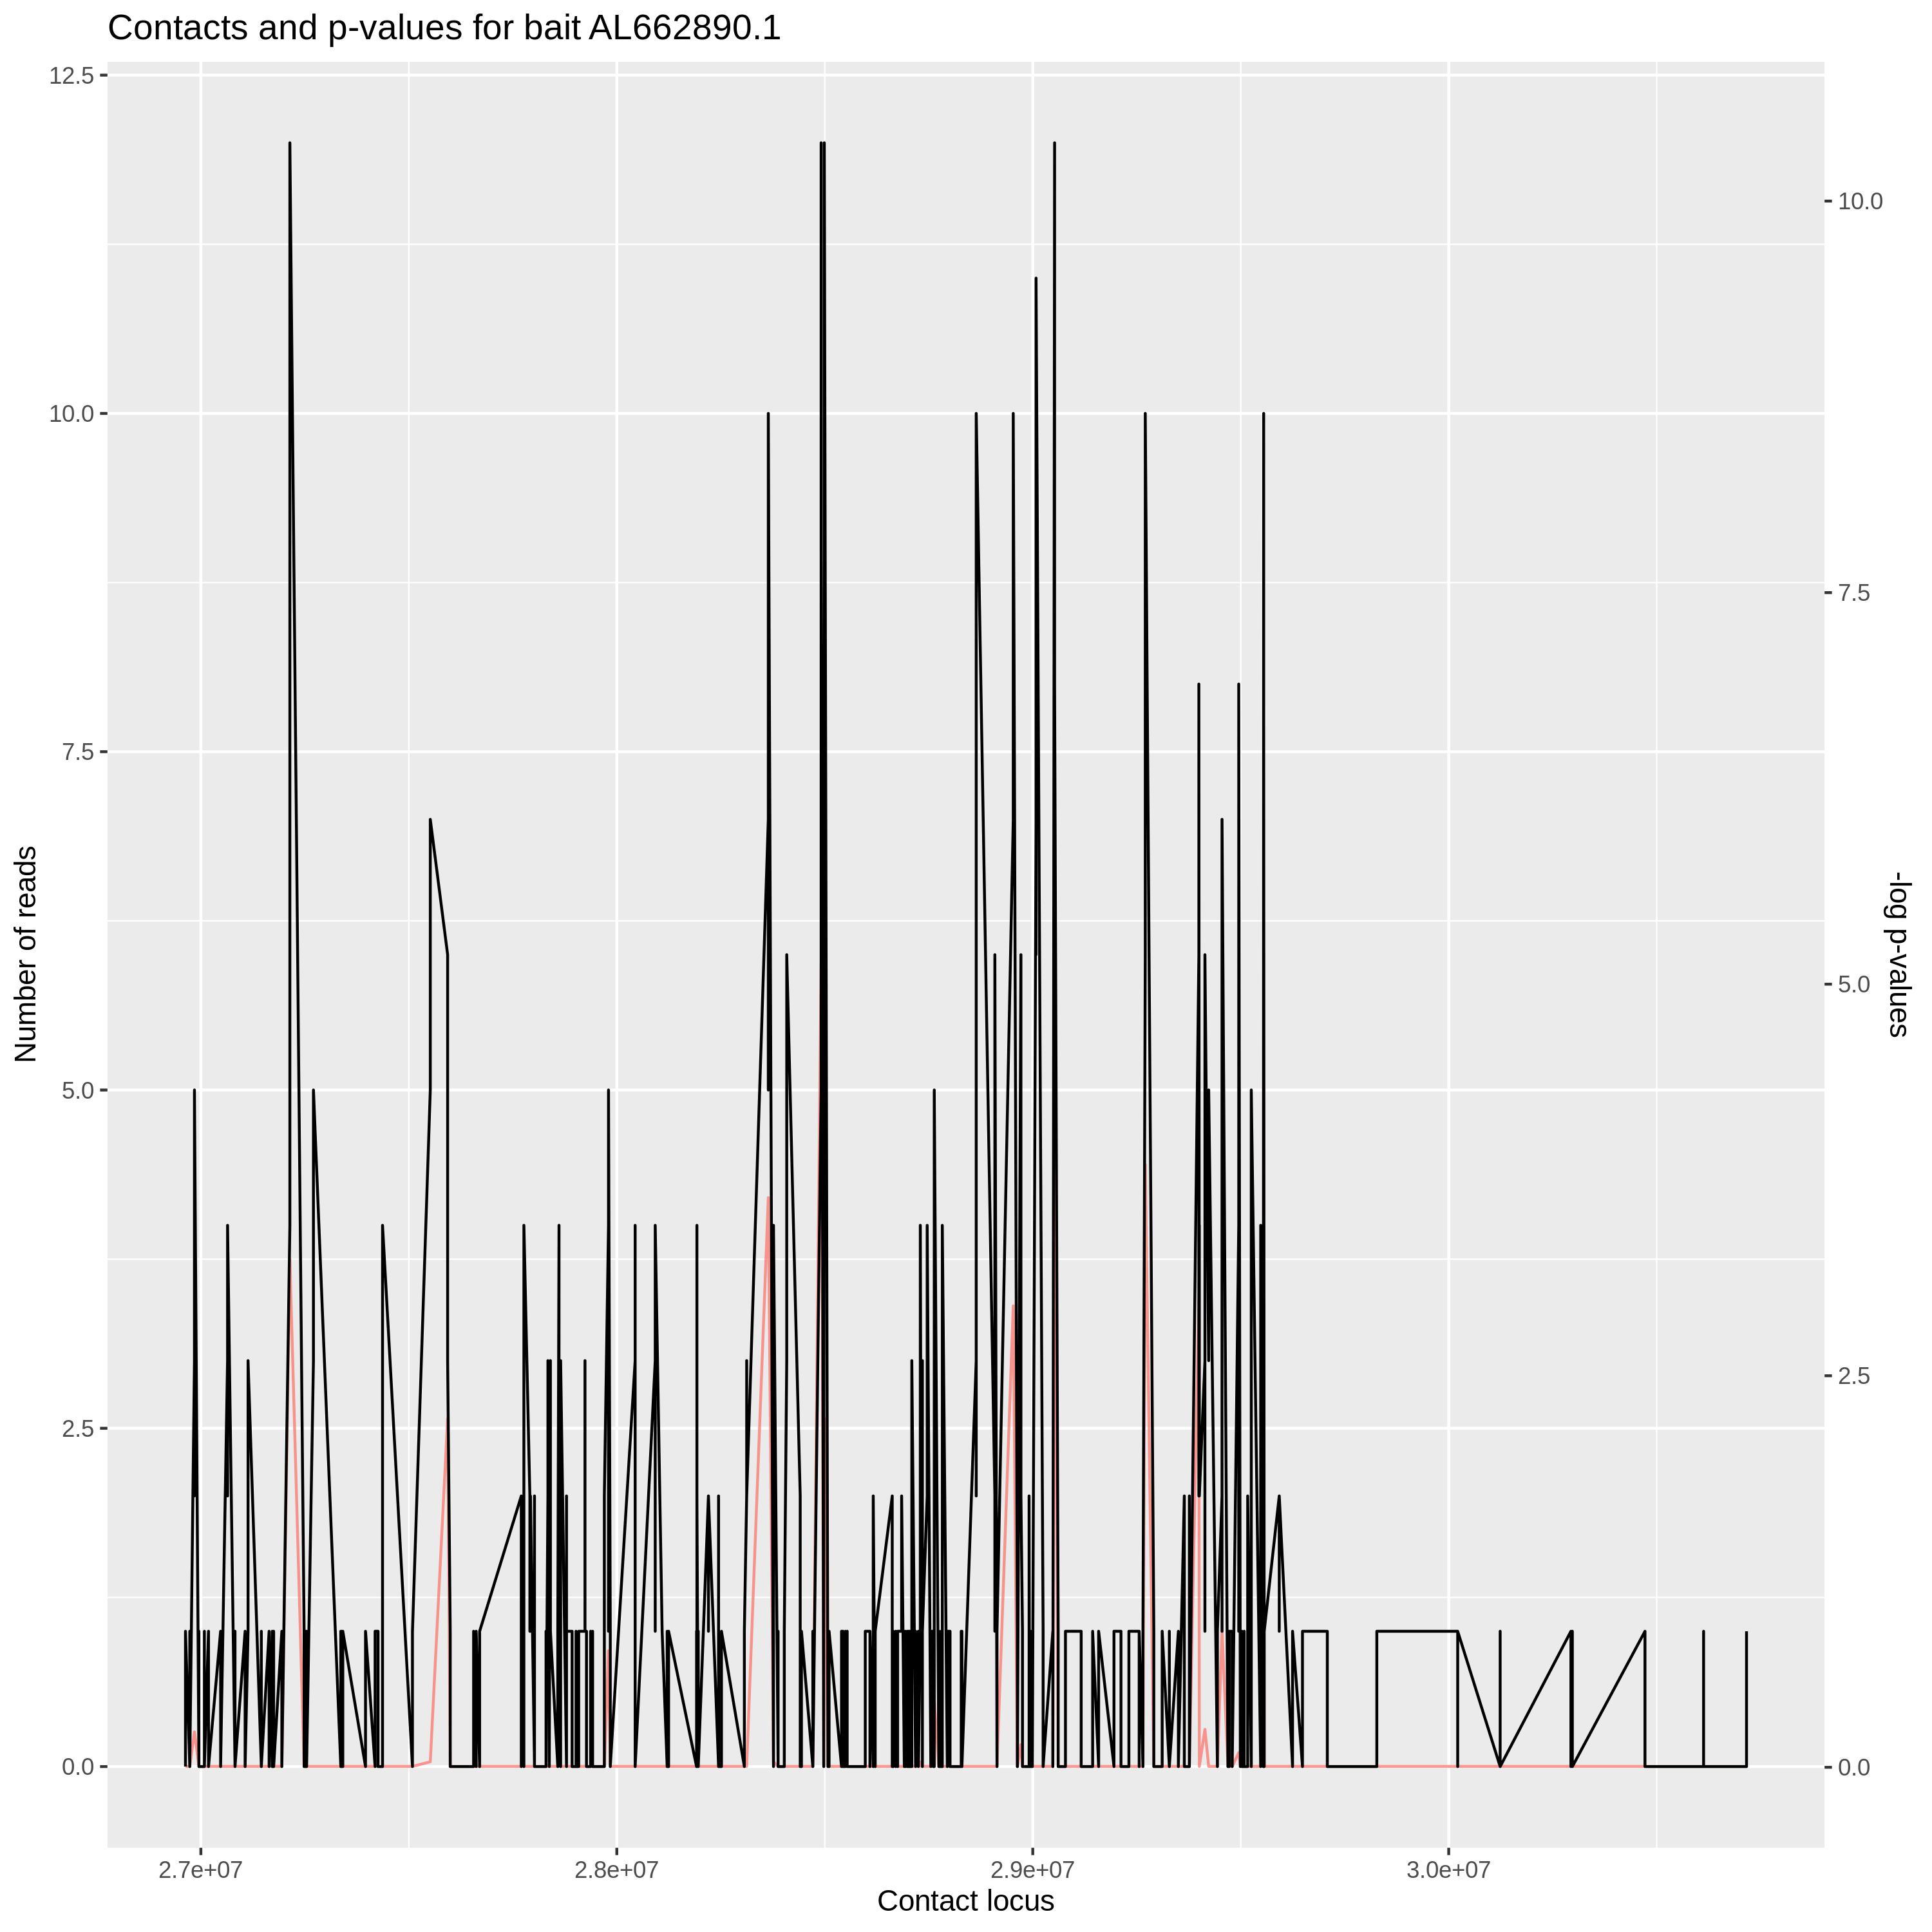 Contacts and p-values for bait AL662890.1
12.5
10.0
7.5
5.0
2.5
0.0
Number of reads
10.0
7.5
5.0
2.5
0.0
-log p-values
2.7e+07
2.8e+07
2.9e+07
3.0e+07
Contact locus